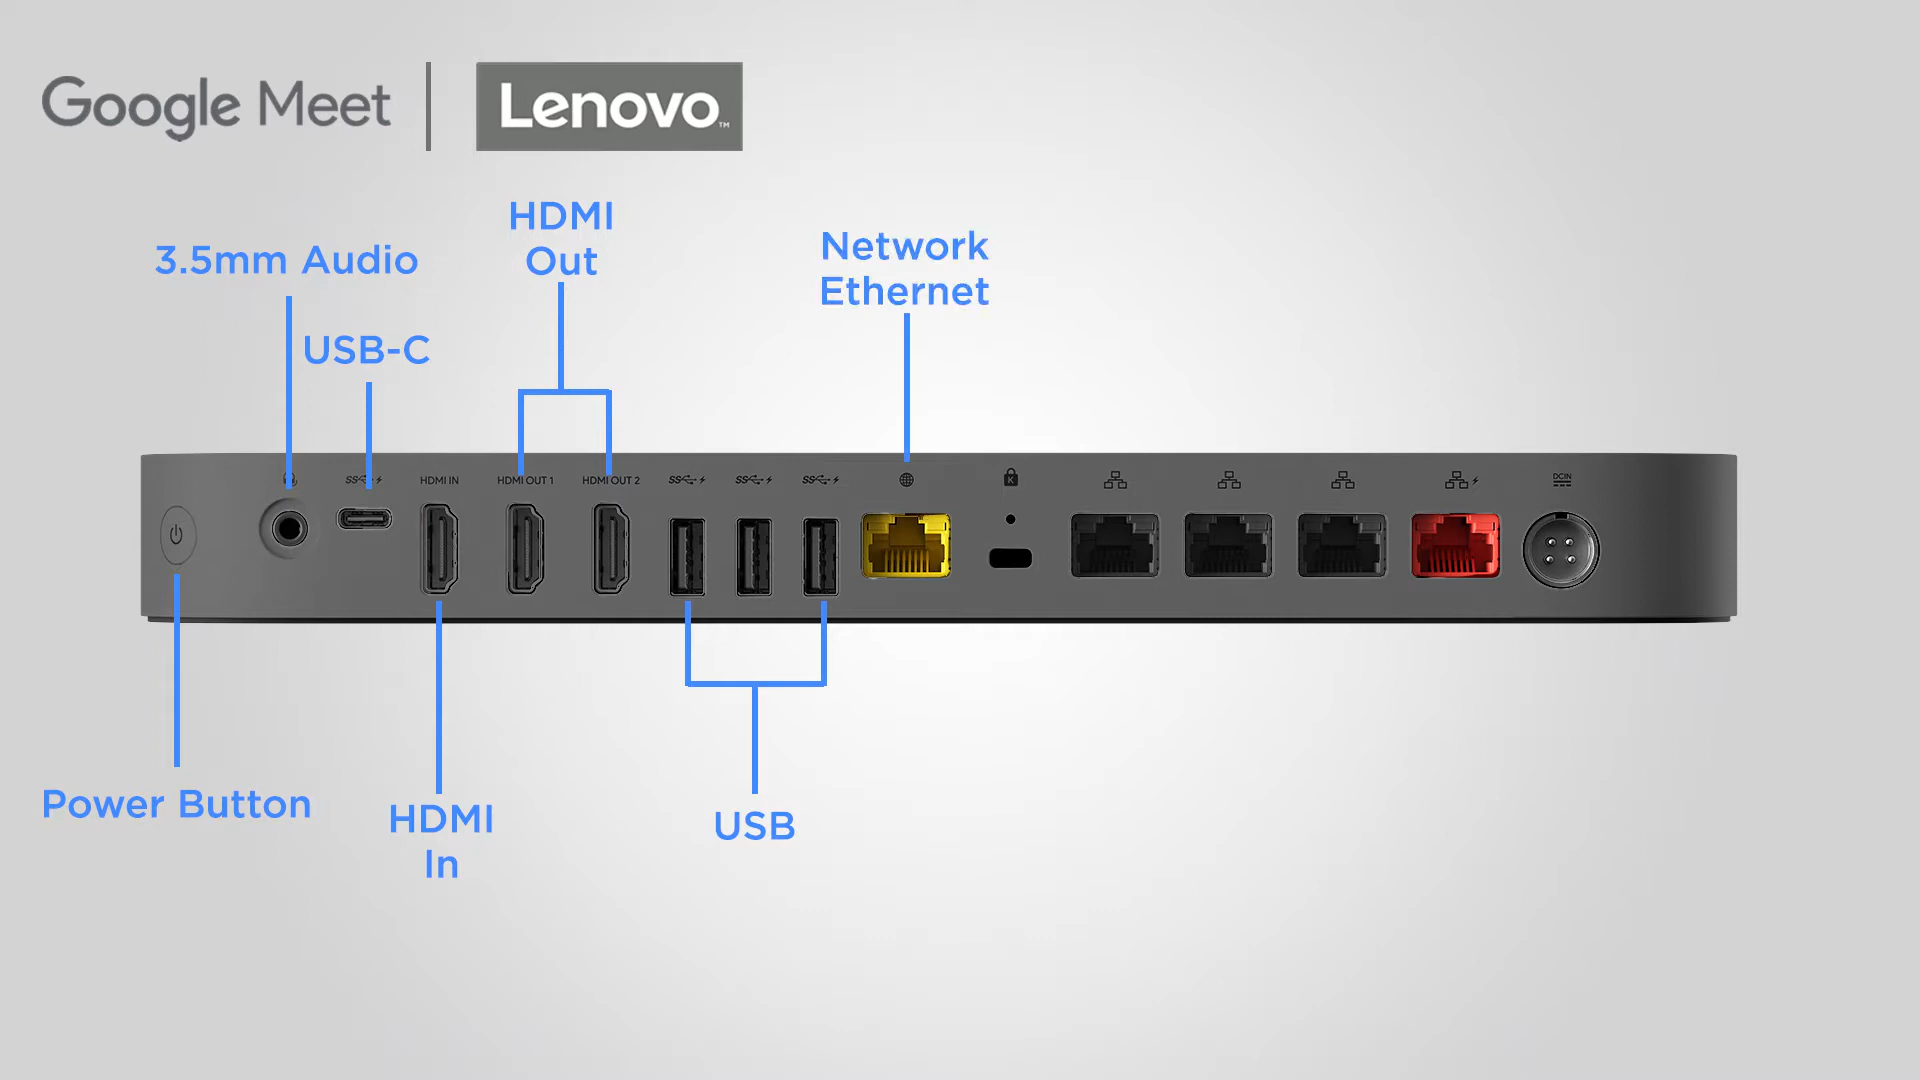 Google Meet
Lenovo™
HDMI
Out
3.5mm Audio
Network
Ethernet
USB-C
HDMI IN
HDMI OUT 1
HDMI OUT 2
DCIN
K
Power Button
HDMI
In
USB